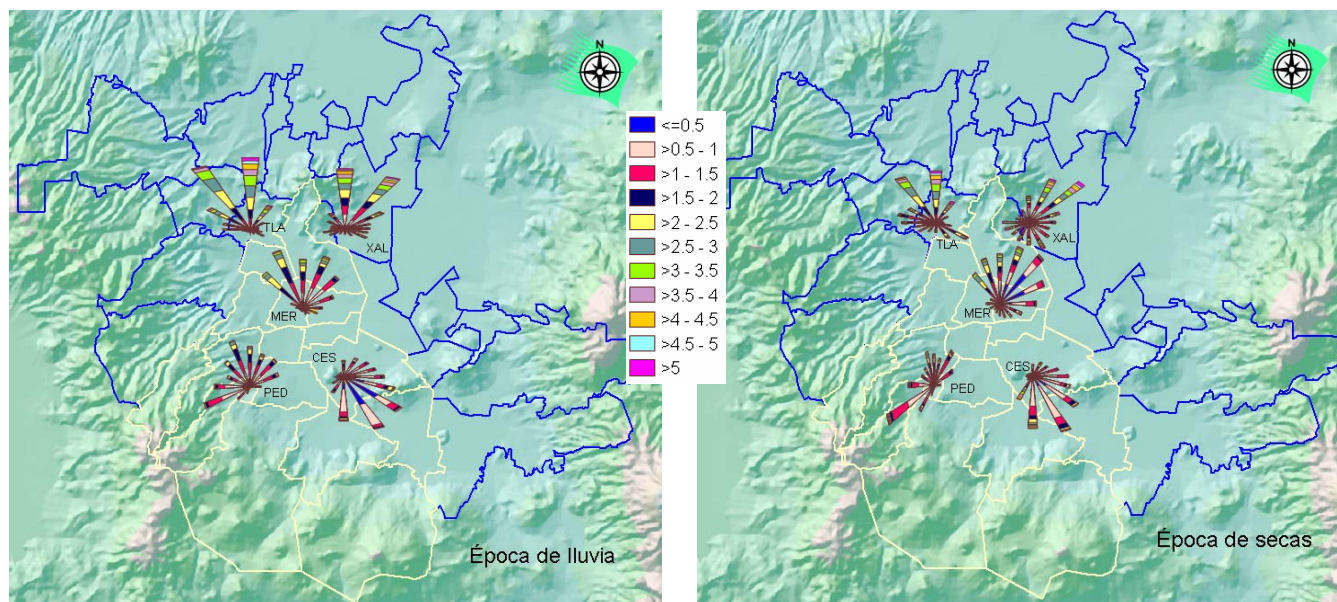 N
TLA
XAL
MER
CES
PED
Época de lluvia
<=0.5
>0.5 - 1
>1 - 1.5
>1.5 - 2
>2 - 2.5
>2.5 - 3
>3 - 3.5
>3.5 - 4
>4 - 4.5
>4.5 - 5
>5
N
TLA
XAL
MER
CES
PED
Época de secas